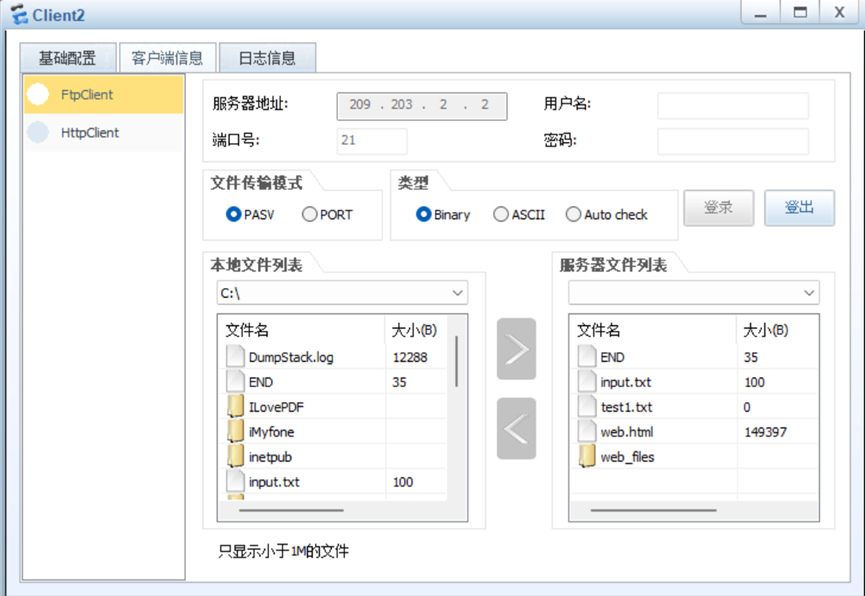 Client2
基础配置 客户端信息 日志信息
FtpClient
HttpClient
服务器地址: 209 . 203 . 2 . 2 用户名:
端口号: 21 密码:
文件传输模式 类型
PASV PORT Binary ASCII Auto check 登录 登出
本地文件列表 服务器文件列表
C:\
文件名 大小(B) 文件名 大小(B)
DumpStack.log 12288 END 35
END 35 input.txt 100
ILovePDF test1.txt 0
iMyfone web.html 149397
inetpub web_files
input.txt 100
只显示小于1M的文件